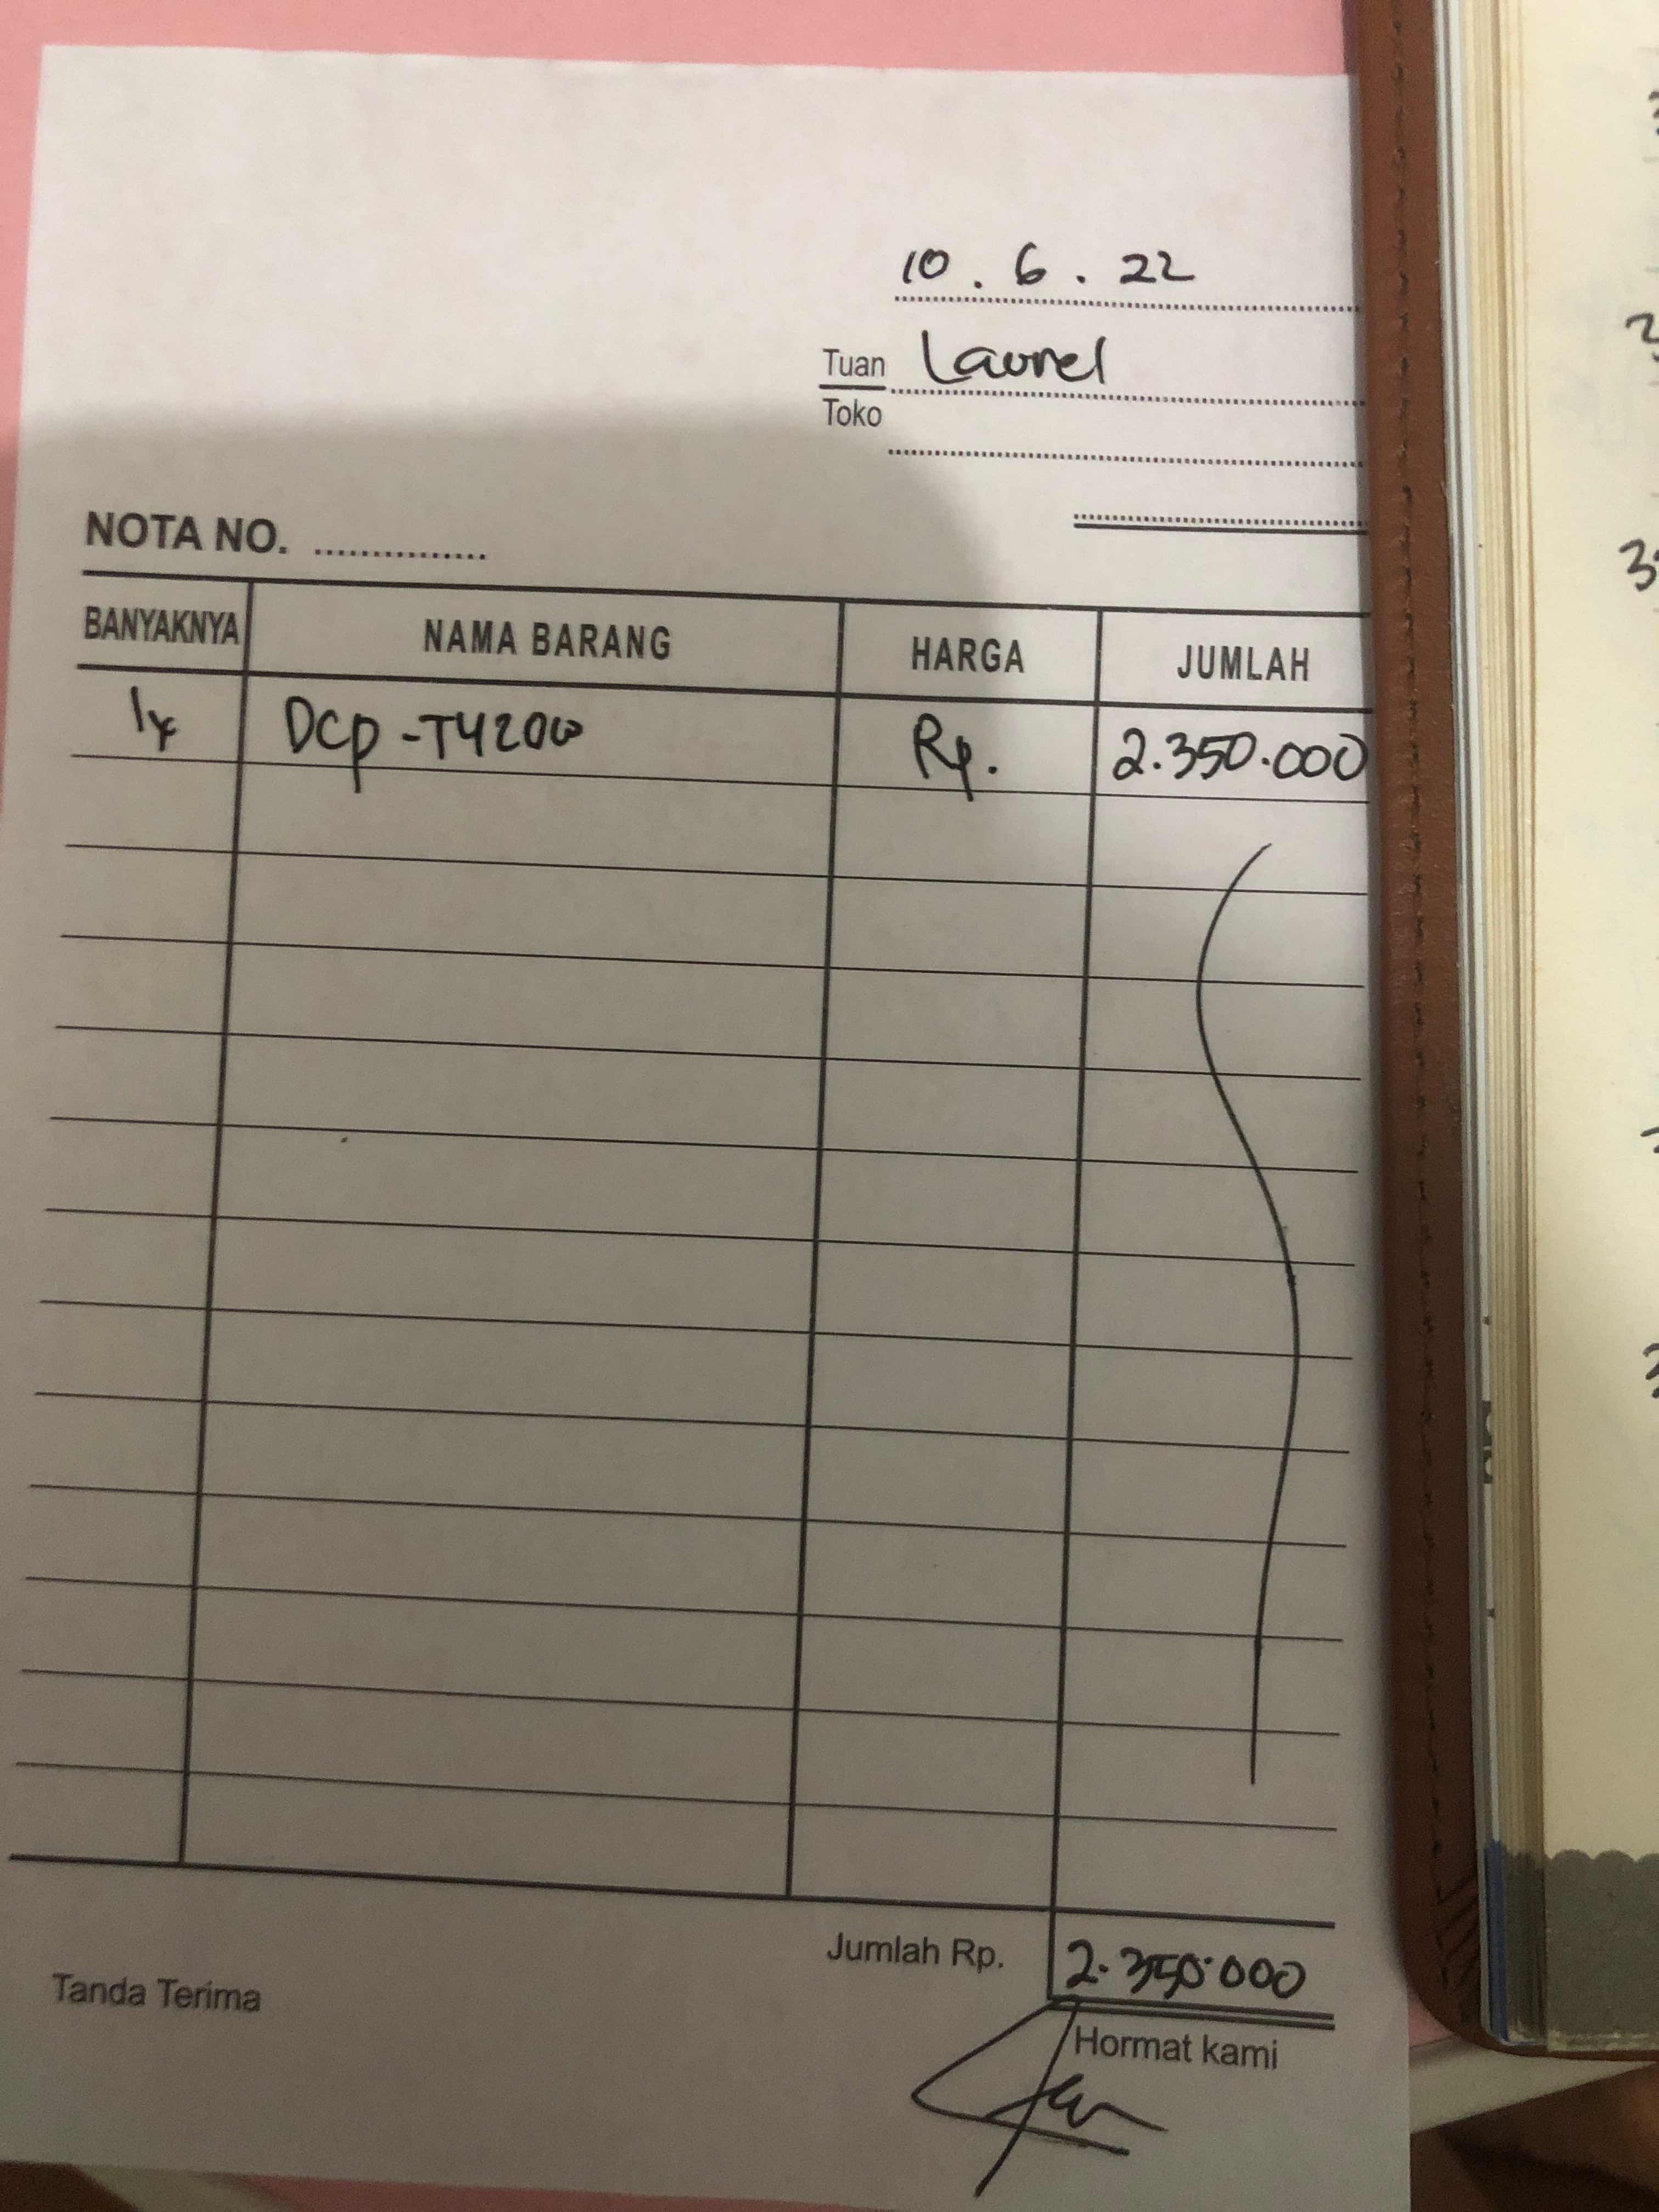 10 . 6 . 22
Tuan Laurel
Toko
NOTA NO. ...............
BANYAKNYA NAMA BARANG HARGA JUMLAH
1x DCP-T420W Rp. 2.350.000
Jumlah Rp. 2.350.000
Tanda Terima
Hormat kami